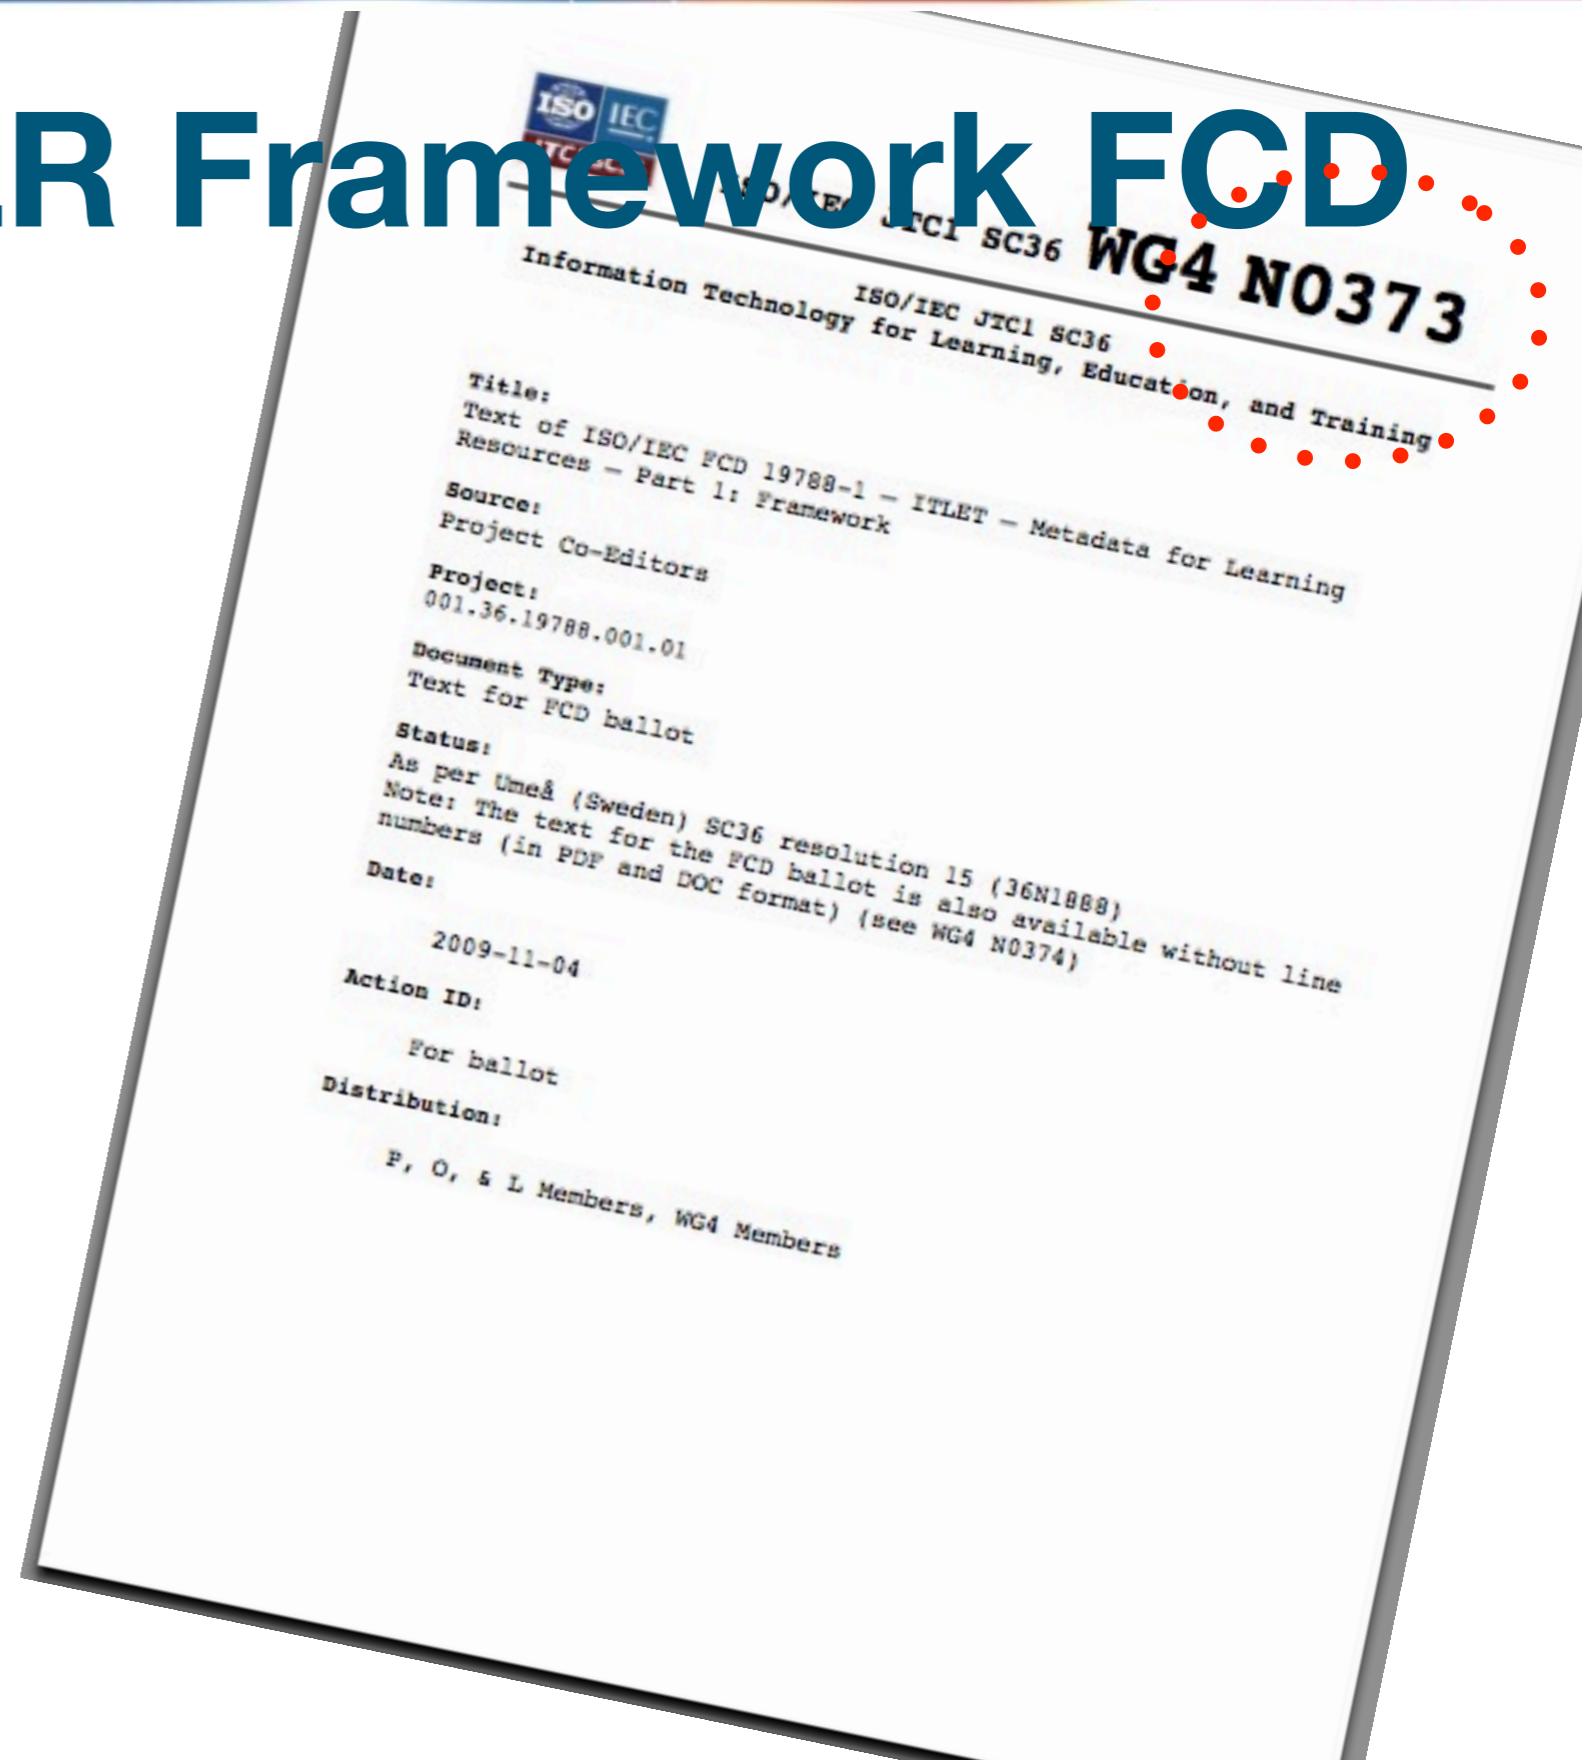 R Framework FCD
ISO IEC
ISO/IEC JTC1 SC36 WG4 N0373
ISO/IEC JTC1 SC36
Information Technology for Learning, Education, and Training
Title:
Text of ISO/IEC FCD 19788-1 — ITLET — Metadata for Learning
Resources — Part 1: Framework
Source:
Project Co-Editors
Project:
001.36.19788.001.01
Document Type:
Text for FCD ballot
Status:
As per Umeå (Sweden) SC36 resolution 15 (36N1888)
Note: The text for the FCD ballot is also available without line
numbers (in PDF and DOC format) (see WG4 N0374)
Date:
2009-11-04
Action ID:
For ballot
Distribution:
P, O, & L Members, WG4 Members